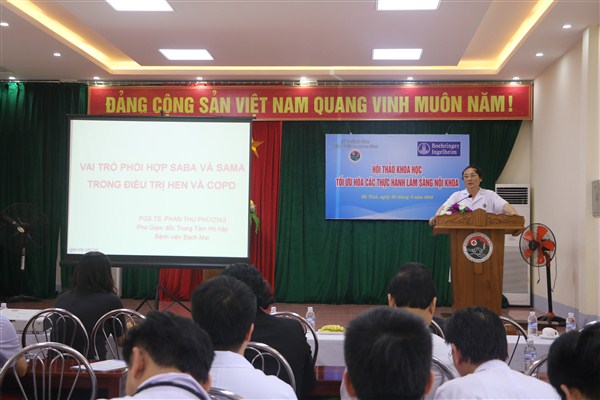 ĐẢNG CỘNG SẢN VIỆT NAM QUANG VINH MUÔN NĂM
VAI TRÒ PHỐI HỢP SABA VÀ SAMA
TRONG ĐIỀU TRỊ HEN VÀ COPD
PGS.TS. PHAN THU PHƯƠNG
Phó Giám đốc Trung Tâm Hô hấp
Bệnh viện Bạch Mai
Boehringer
Ingelheim
HỘI THẢO KHOA HỌC
TỐI ƯU HÓA CÁC THỰC HÀNH LÂM SÀNG NỘI KHOA